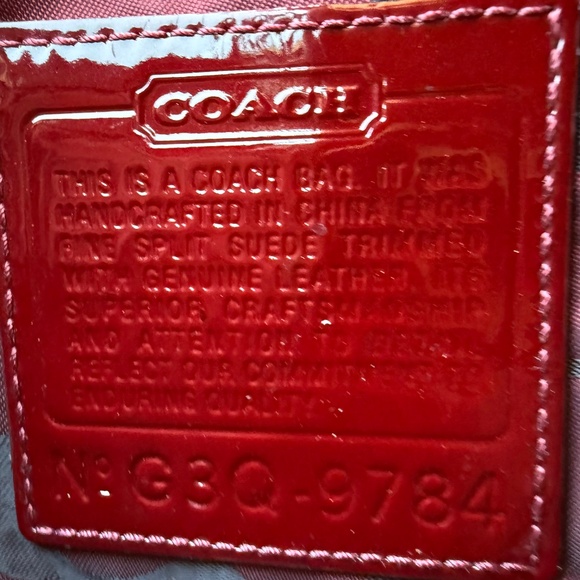 COACH
THIS IS A COACH BAG. IT WAS
HANDCRAFTED IN CHINA FROM
FINE SPLIT SUEDE TRIMMED
WITH GENUINE LEATHER. ITS
SUPERIOR CRAFTSMANSHIP
AND ATTENTION TO DETAIL
REFLECT OUR COMMITMENT TO
ENDURING QUALITY.
Nº G3Q-9784